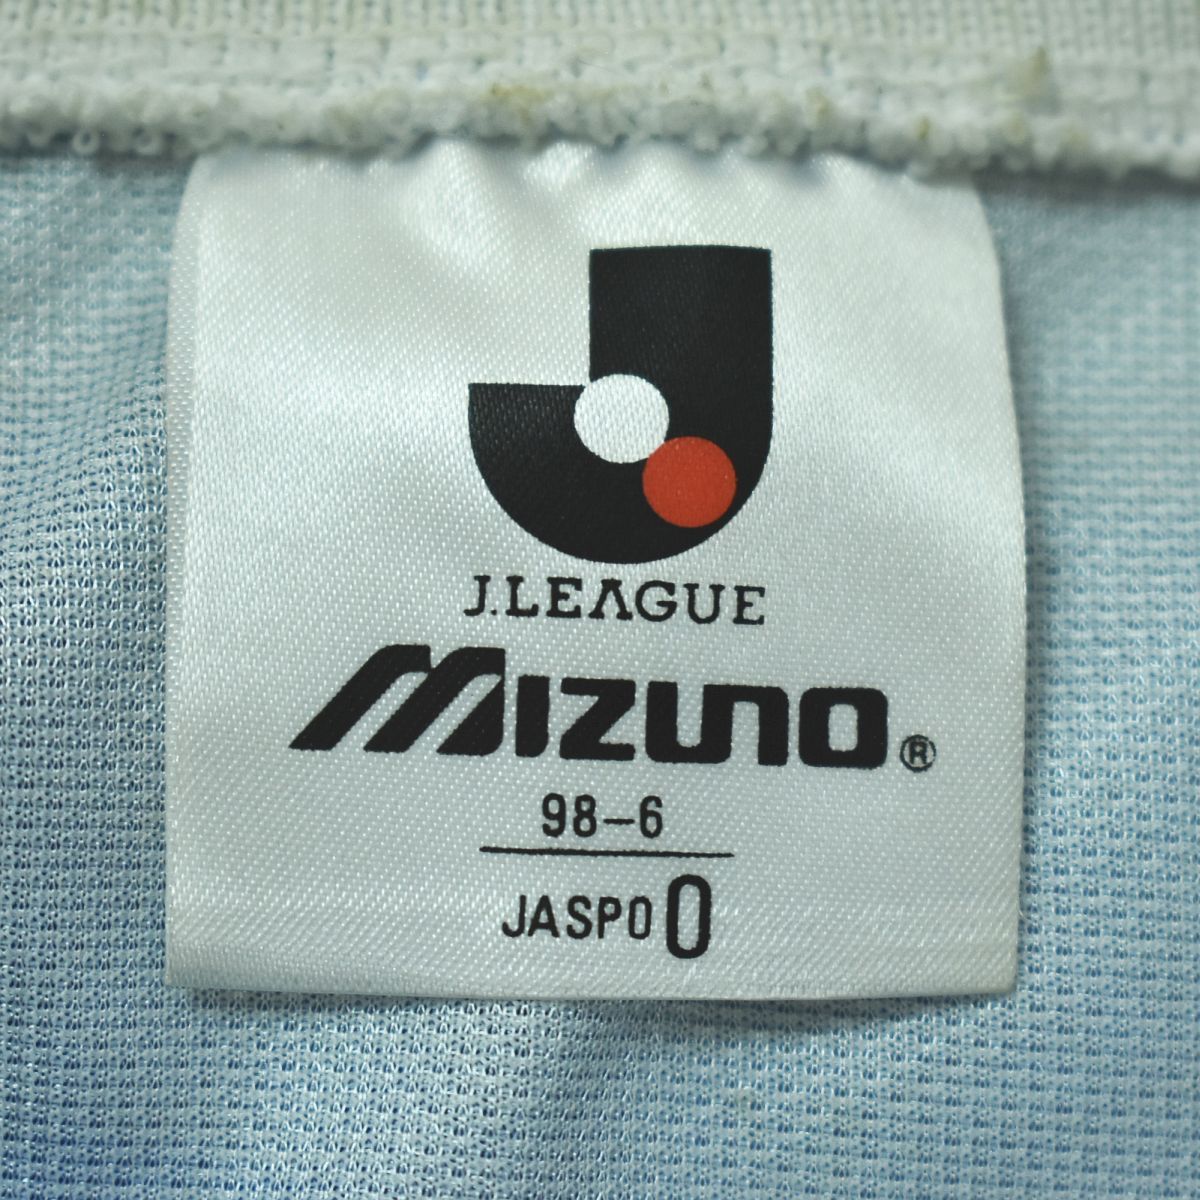 J
J.LEAGUE
MIZUNO®
98-6
JASPO O